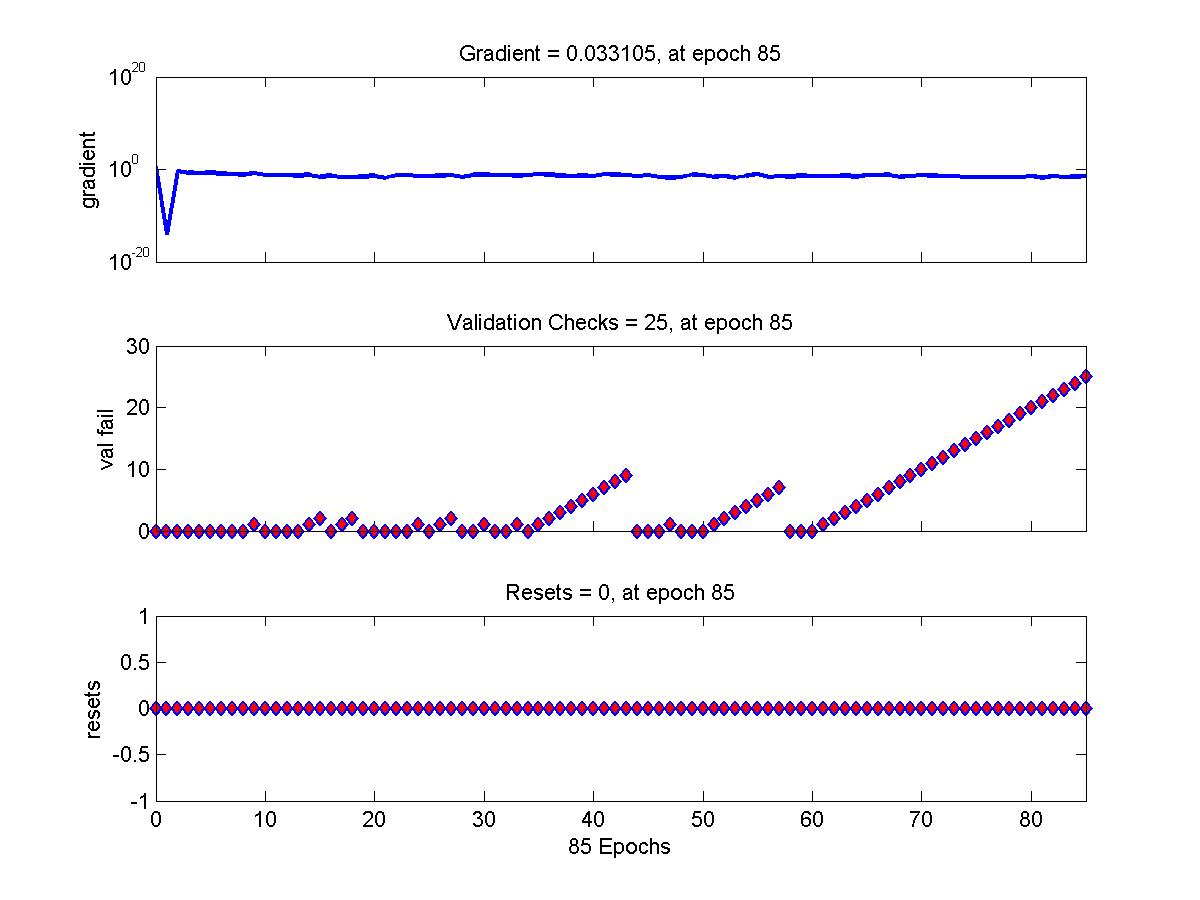 Gradient = 0.033105, at epoch 85
10^20
10^0
10^-20
gradient
Validation Checks = 25, at epoch 85
30
20
10
0
val fail
Resets = 0, at epoch 85
1
0.5
0
-0.5
-1
resets
0 10 20 30 40 50 60 70 80
85 Epochs